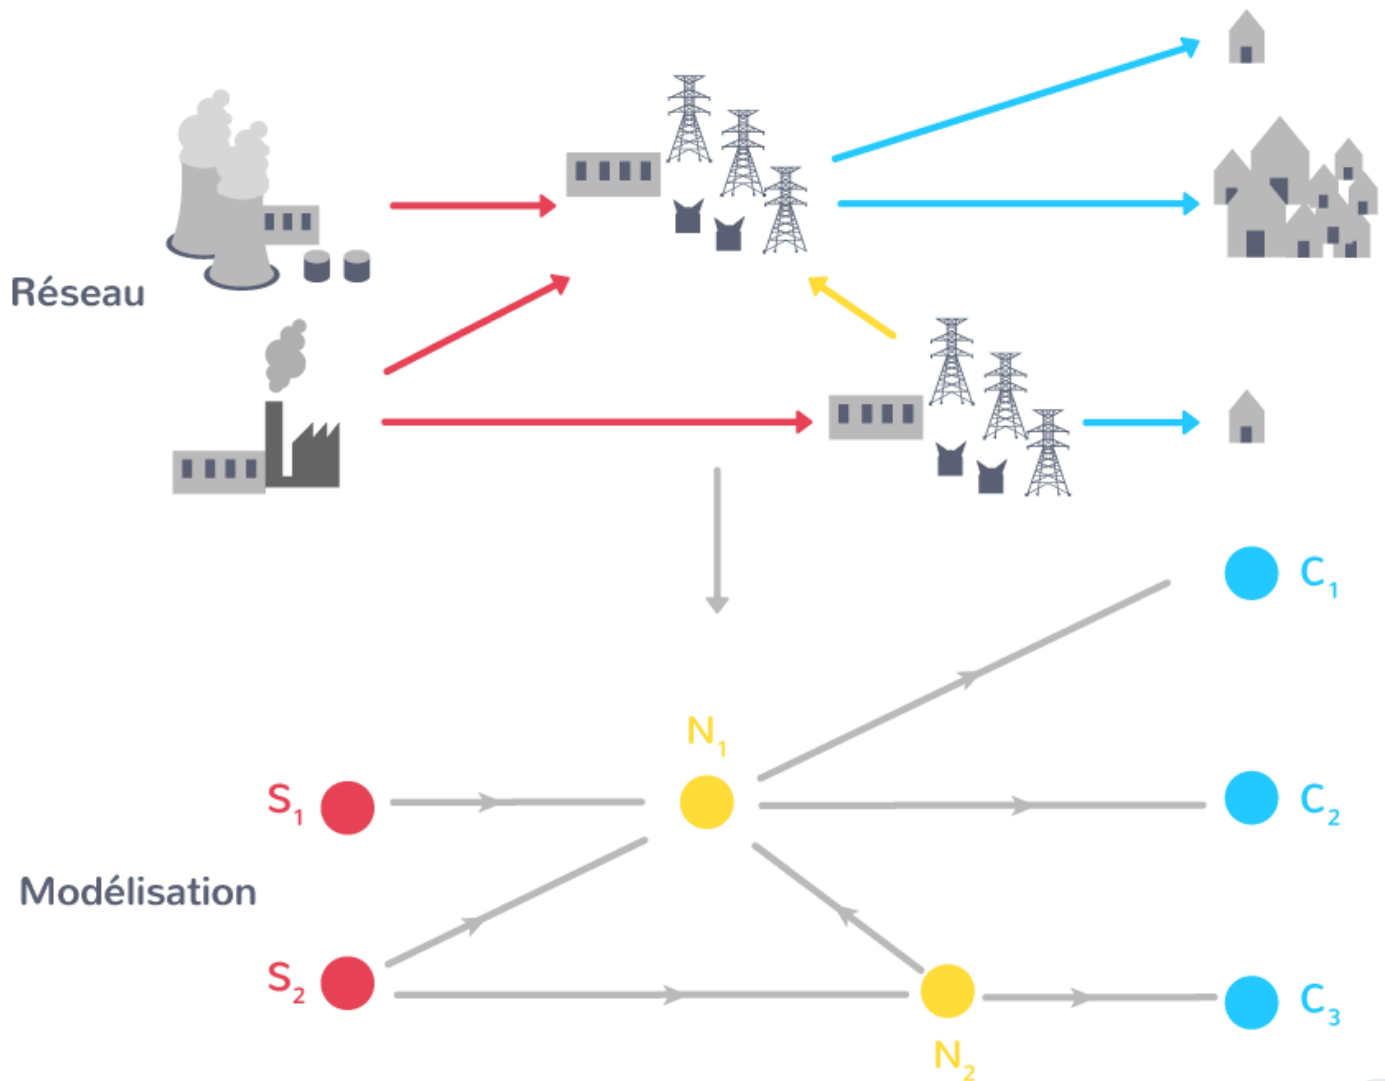 Réseau
C₁
N₁
S₁
C₂
Modélisation
S₂
C₃
N₂